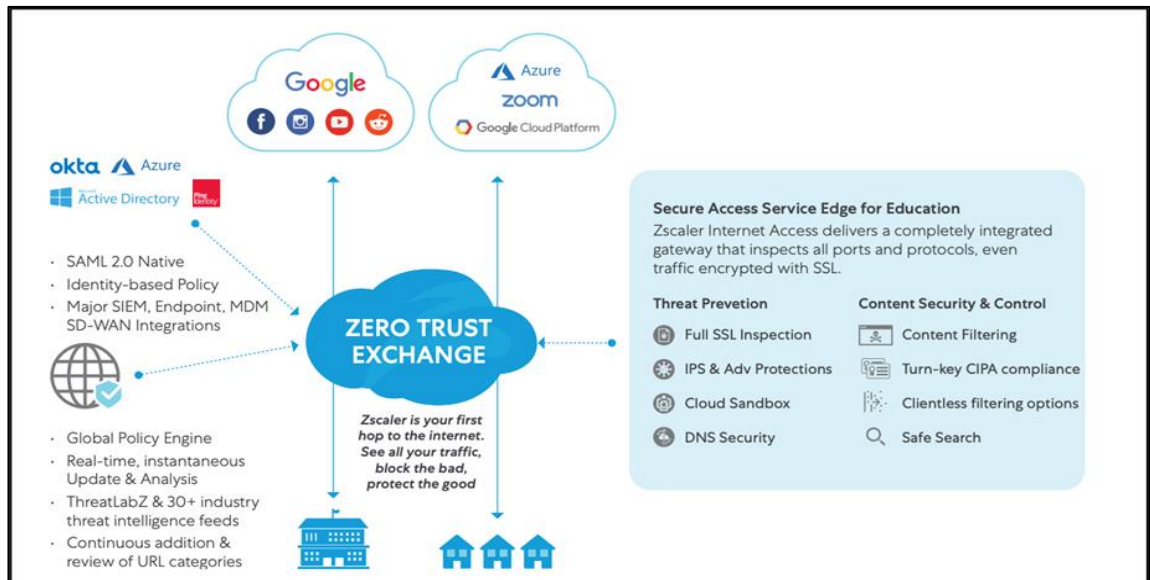 Google
Azure
zoom
Google Cloud Platform
okta Azure
Microsoft
Active Directory
Ping
Identity
· SAML 2.0 Native
· Identity-based Policy
· Major SIEM, Endpoint, MDM
SD-WAN Integrations
ZERO TRUST
EXCHANGE
Zscaler is your first
hop to the internet.
See all your traffic,
block the bad,
protect the good
· Global Policy Engine
· Real-time, instantaneous
Update & Analysis
· ThreatLabZ & 30+ industry
threat intelligence feeds
· Continuous addition &
review of URL categories
Secure Access Service Edge for Education
Zscaler Internet Access delivers a completely integrated
gateway that inspects all ports and protocols, even
traffic encrypted with SSL.
Threat Prevetion
Full SSL Inspection
IPS & Adv Protections
Cloud Sandbox
DNS Security
Content Security & Control
Content Filtering
Turn-key CIPA compliance
Clientless filtering options
Safe Search